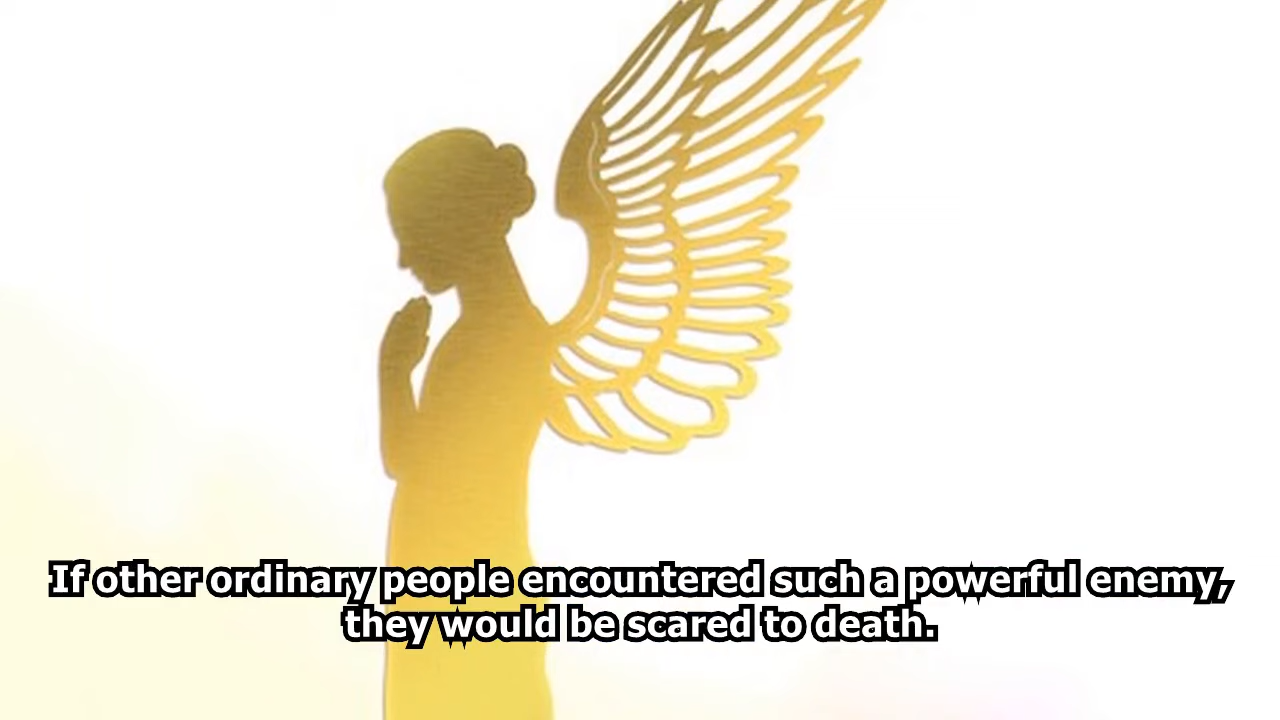 If other ordinary people encountered such a powerful enemy,
they would be scared to death.